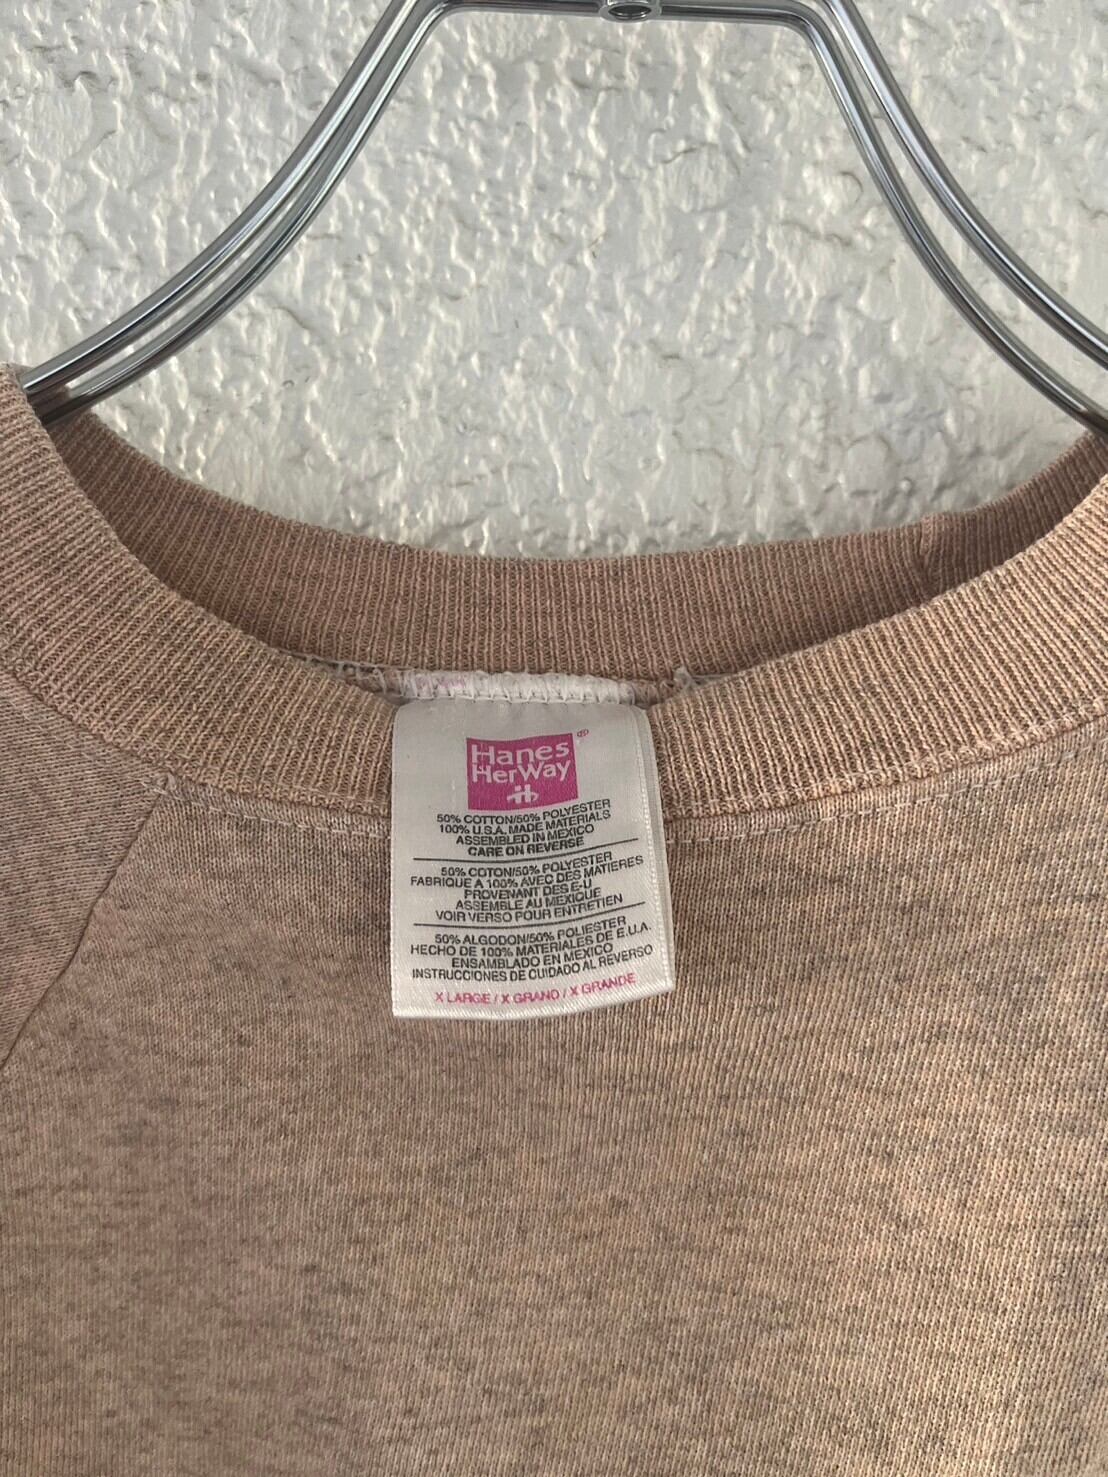 Hanes®
HerWay
50% COTTON/50% POLYESTER
100% U.S.A. MADE MATERIALS
ASSEMBLED IN MEXICO
CARE ON REVERSE
50% COTON/50% POLYESTER
FABRIQUE A 100% AVEC DES MATIERES
PROVENANT DES E-U
ASSEMBLE AU MEXIQUE
VOIR VERSO POUR ENTRETIEN
50% ALGODON/50% POLIESTER
HECHO DE 100% MATERIALES DE E.U.A.
ENSAMBLADO EN MEXICO
INSTRUCCIONES DE CUIDADO AL REVERSO
X LARGE / X GRAND / X GRANDE